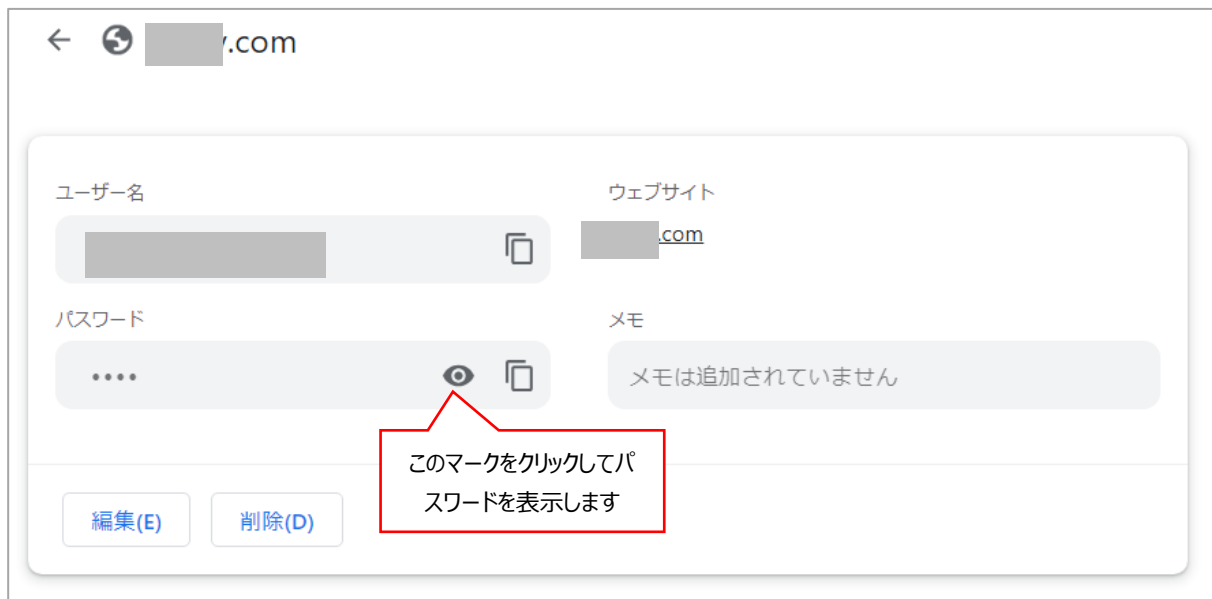 .com
ユーザー名
ウェブサイト
.com
パスワード
メモ
••••
メモは追加されていません
このマークをクリックしてパ
スワードを表示します
編集(E)
削除(D)